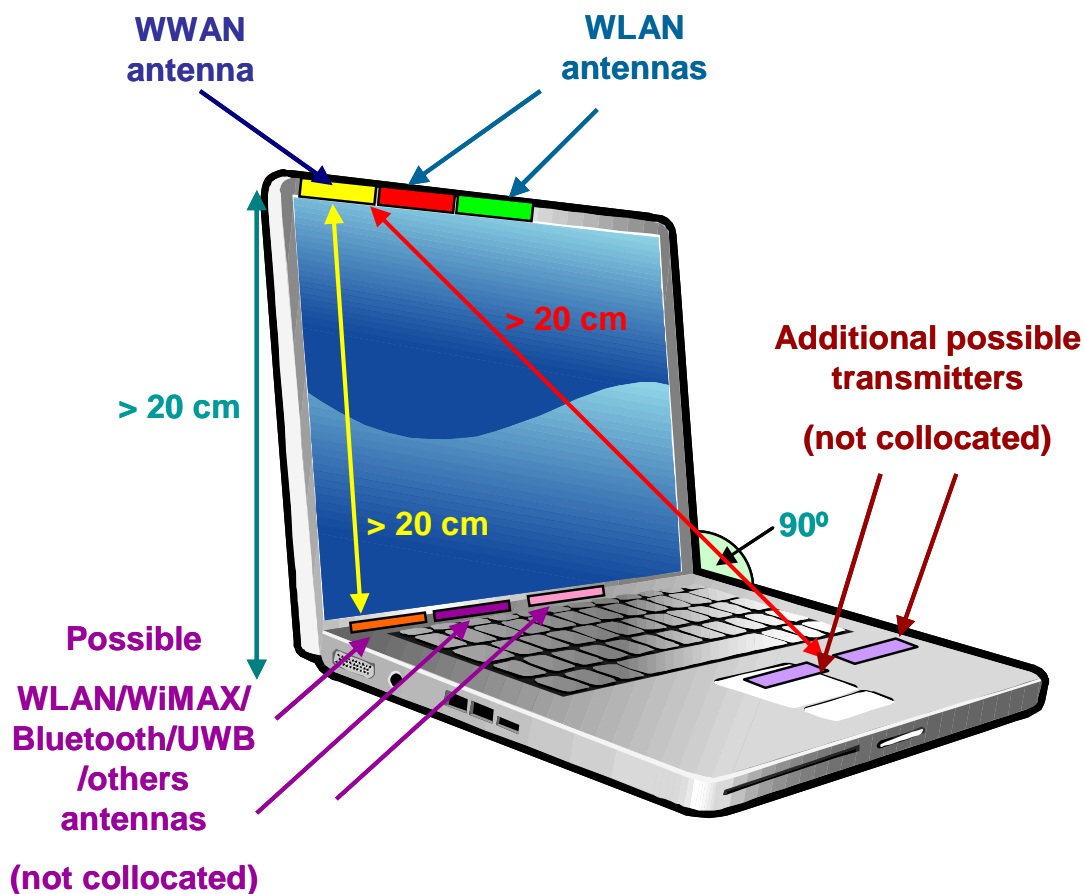 WWAN
antenna
WLAN
antennas
> 20 cm
Additional possible
transmitters
(not collocated)
> 20 cm
> 20 cm
90º
Possible
WLAN/WiMAX/
Bluetooth/UWB
/others
antennas
(not collocated)